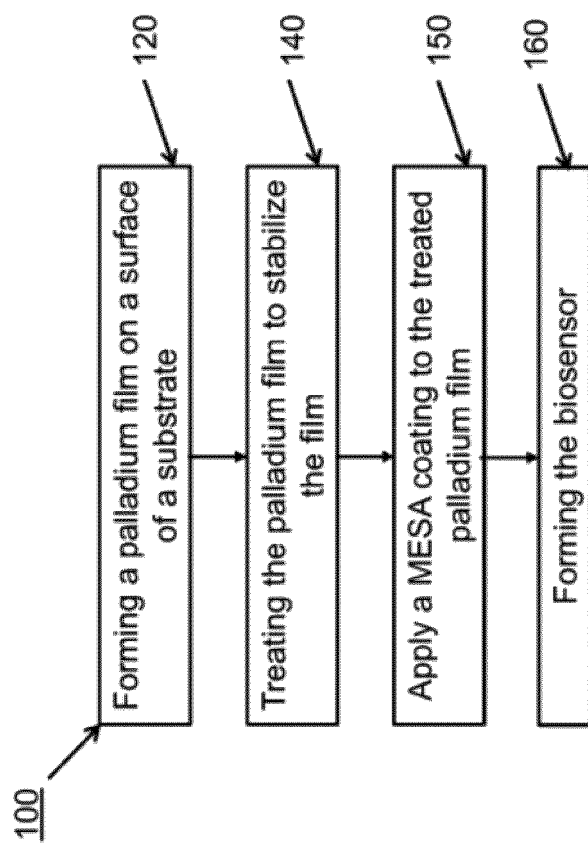 100
Forming a palladium film on a surface
of a substrate
120
Treating the palladium film to stabilize
the film
140
Apply a MESA coating to the treated
palladium film
150
Forming the biosensor
160